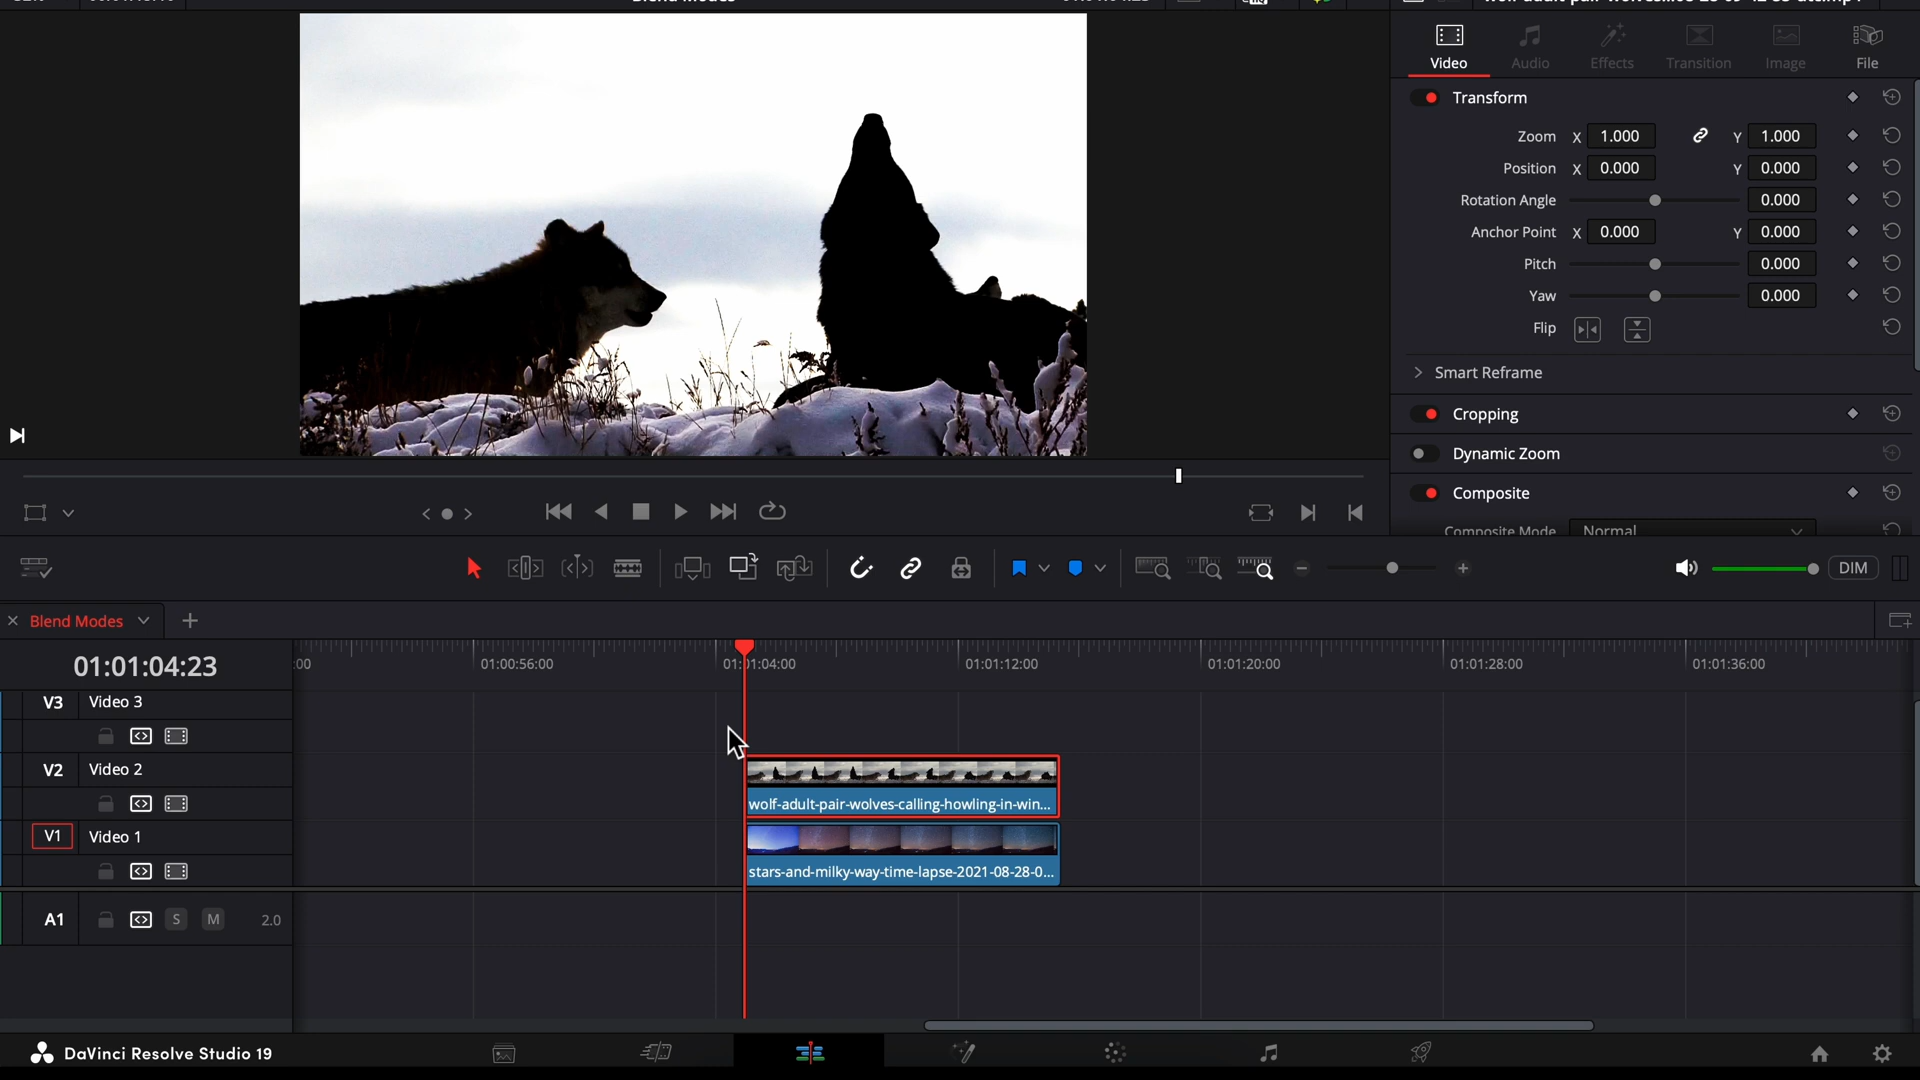 Blend Modes
Video
Audio
Effects
Transition
Image
File
Transform
Zoom X 1.000 Y 1.000
Position X 0.000 Y 0.000
Rotation Angle 0.000
Anchor Point X 0.000 Y 0.000
Pitch 0.000
Yaw 0.000
Flip
Smart Reframe
Cropping
Dynamic Zoom
Composite
Composite Mode Normal
DIM
Blend Modes
01:01:04:23
:00
01:00:56:00
01:01:04:00
01:01:12:00
01:01:20:00
01:01:28:00
01:01:36:00
V3 Video 3
V2 Video 2
wolf-adult-pair-wolves-calling-howling-in-win...
V1 Video 1
stars-and-milky-way-time-lapse-2021-08-28-0...
A1 S M 2.0
DaVinci Resolve Studio 19